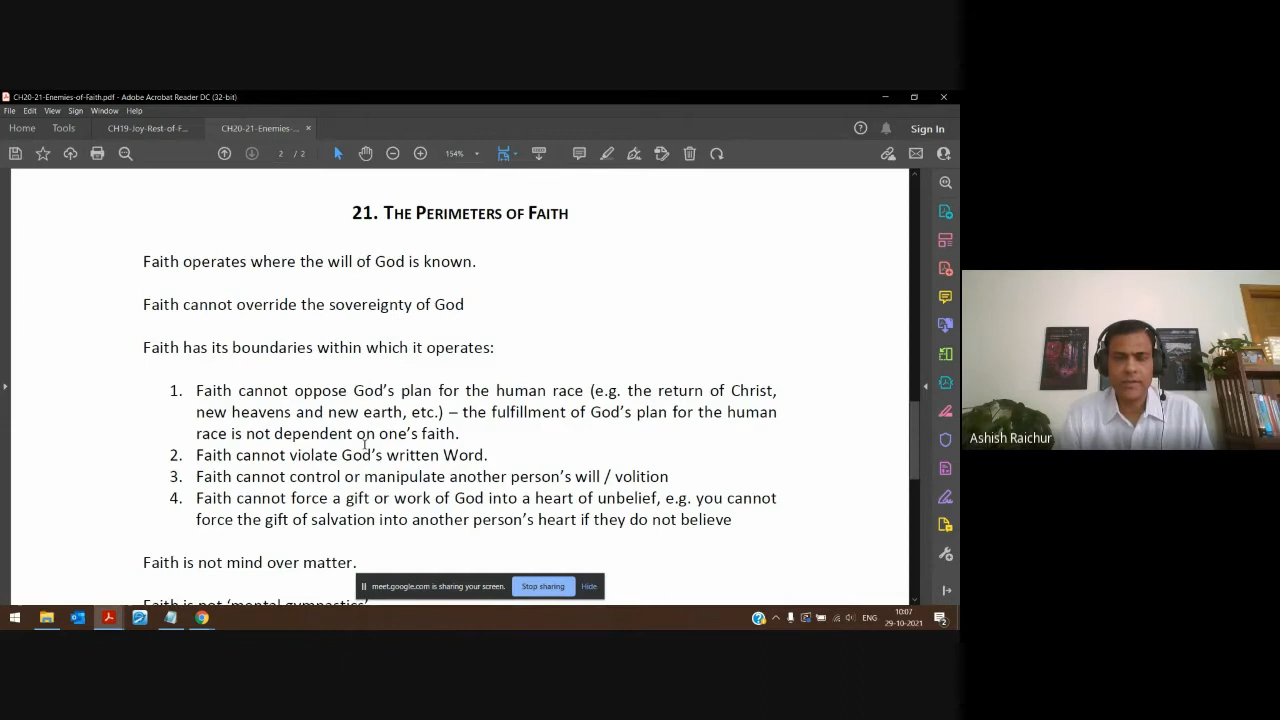 CH20-21-Enemies-of-Faith.pdf - Adobe Acrobat Reader DC (32-bit)
File Edit View Sign Window Help
Home Tools CH19-Joy-Rest-of-F... CH20-21-Enemies-... × Sign In
2 / 2 154%
21. THE PERIMETERS OF FAITH
Faith operates where the will of God is known.
Faith cannot override the sovereignty of God
Faith has its boundaries within which it operates:
1. Faith cannot oppose God's plan for the human race (e.g. the return of Christ,
new heavens and new earth, etc.) – the fulfillment of God's plan for the human
race is not dependent on one's faith.
2. Faith cannot violate God's written Word.
3. Faith cannot control or manipulate another person's will / volition
4. Faith cannot force a gift or work of God into a heart of unbelief, e.g. you cannot
force the gift of salvation into another person's heart if they do not believe
Faith is not mind over matter.
meet.google.com is sharing your screen. Stop sharing Hide
Faith is not 'mental gymnastics'
ENG 10:07
29-10-2021
Ashish Raichur